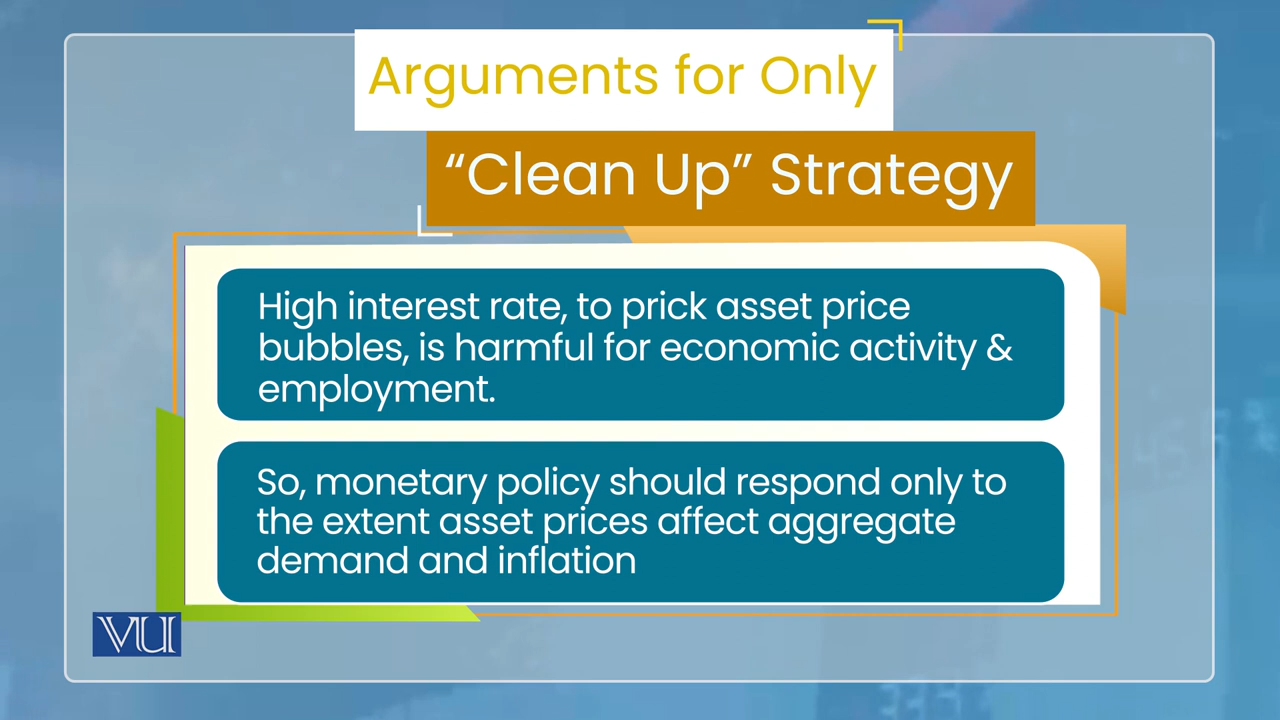 Arguments for Only
“Clean Up” Strategy
High interest rate, to prick asset price
bubbles, is harmful for economic activity &
employment.
So, monetary policy should respond only to
the extent asset prices affect aggregate
demand and inflation
VU